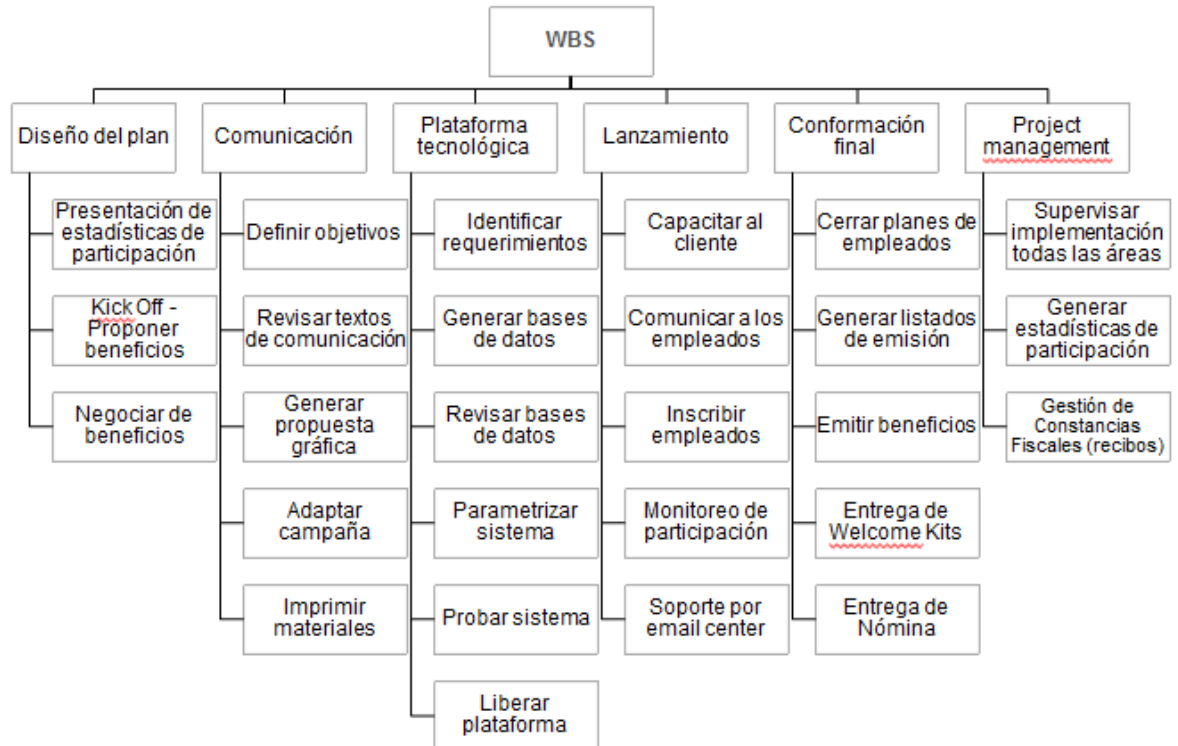 WBS
Diseño del plan
Presentación de
estadísticas de
participación
Kick Off -
Proponer
beneficios
Negociar de
beneficios
Comunicación
Definir objetivos
Revisar textos
de comunicación
Generar
propuesta
gráfica
Adaptar
campaña
Imprimir
materiales
Plataforma
tecnológica
Identificar
requerimientos
Generar bases
de datos
Revisar bases
de datos
Parametrizar
sistema
Probar sistema
Liberar
plataforma
Lanzamiento
Capacitar al
cliente
Comunicar a los
empleados
Inscribir
empleados
Monitoreo de
participación
Soporte por
email center
Conformación
final
Cerrar planes de
empleados
Generar listados
de emisión
Emitir beneficios
Entrega de
Welcome Kits
Entrega de
Nómina
Project
management
Supervisar
implementación
todas las áreas
Generar
estadísticas de
participación
Gestión de
Constancias
Fiscales (recibos)